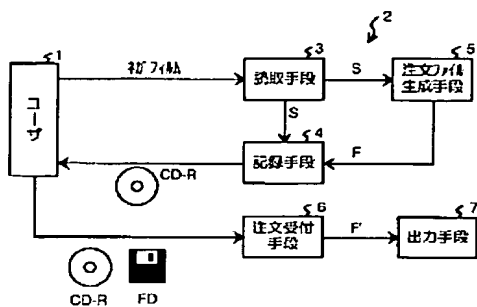 2
1
ユーザ
ネガフィルム
3
読取手段
S
5
注文ファイル
生成手段
S
4
記録手段
F
CD-R
6
注文受付
手段
F'
7
出力手段
CD-R
FD